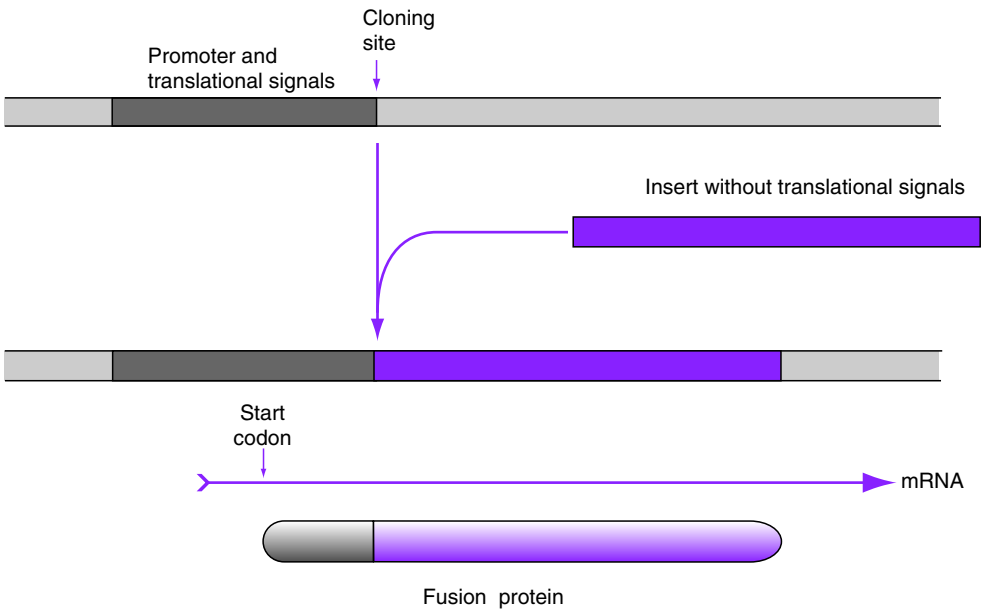 Cloning
site
Promoter and
translational signals
Insert without translational signals
Start
codon
mRNA
Fusion protein